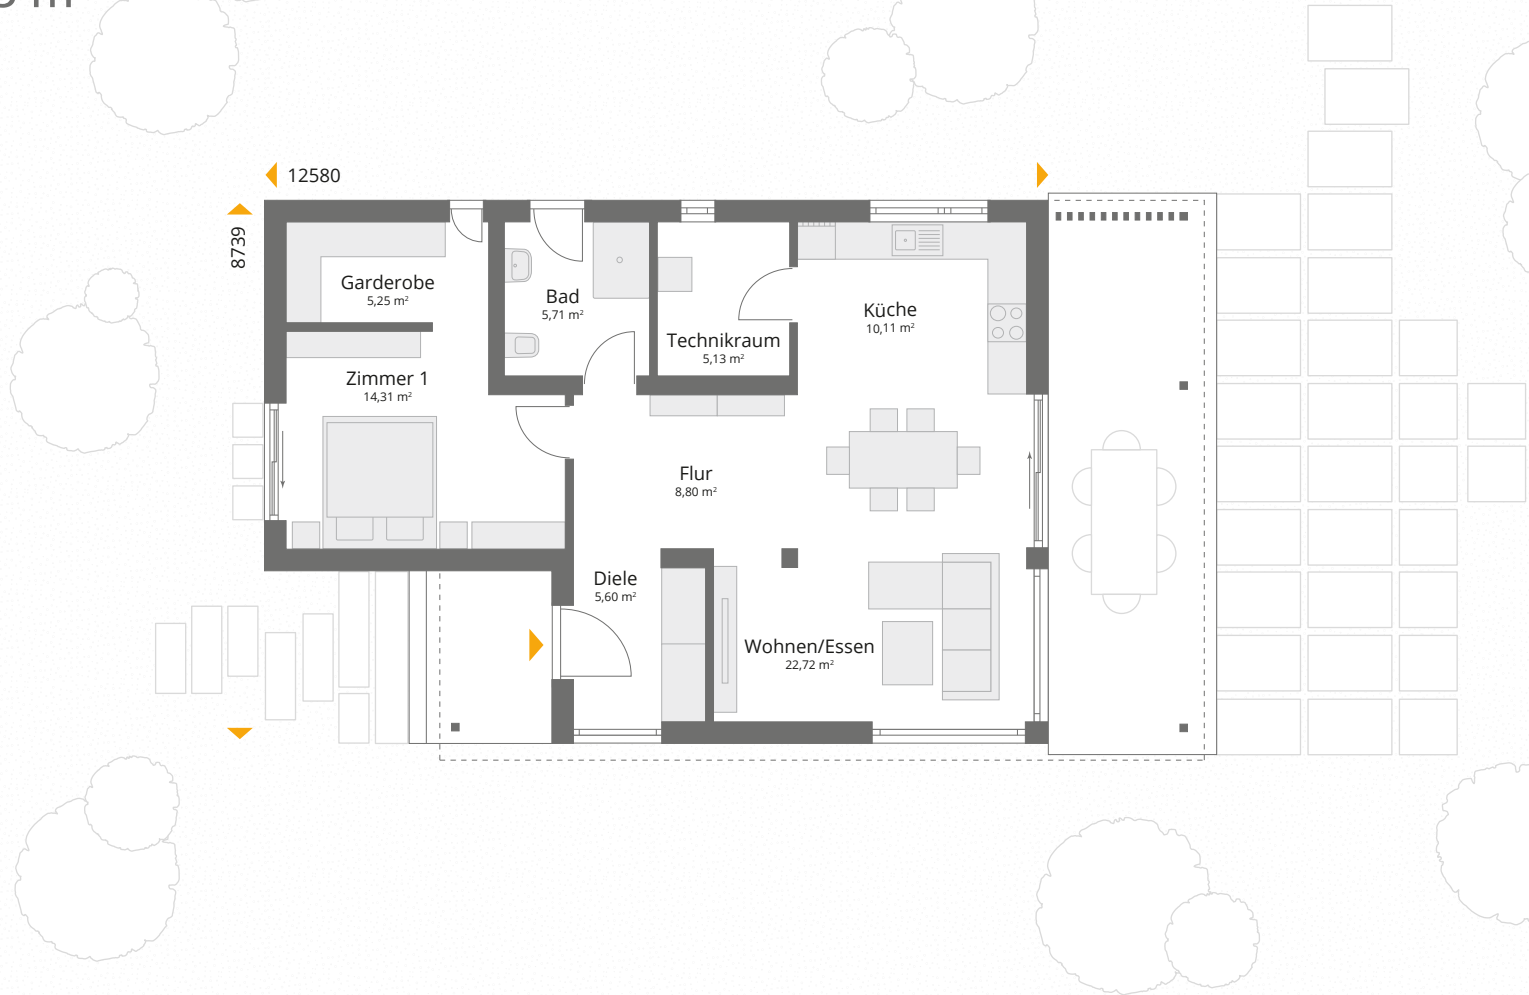 12580
8739
Garderobe
5,25 m²
Bad
5,71 m²
Küche
10,11 m²
Technikraum
5,13 m²
Zimmer 1
14,31 m²
Flur
8,80 m²
Diele
5,60 m²
Wohnen/Essen
22,72 m²